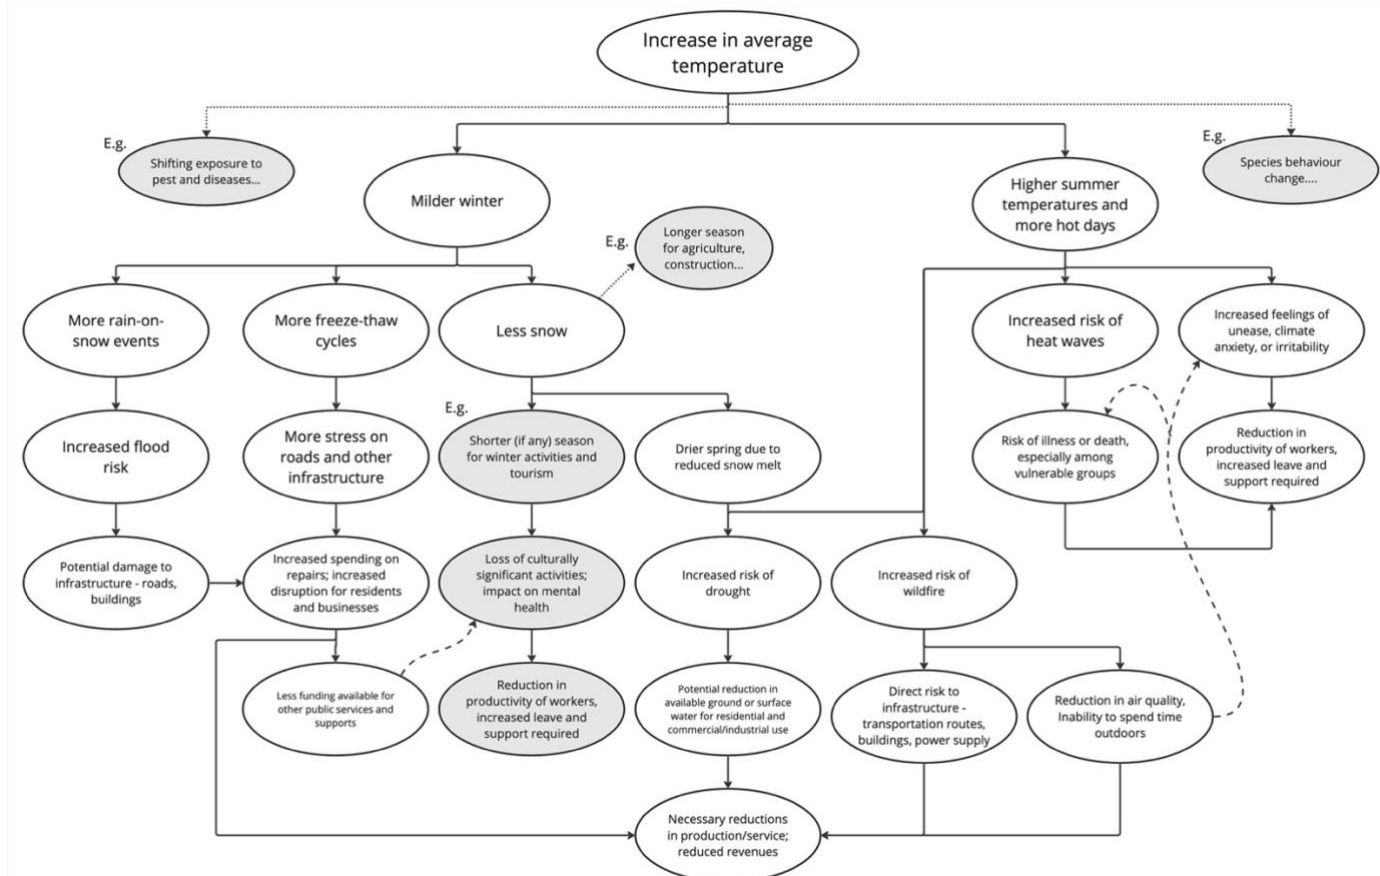 Increase in average
temperature
E.g.
Shifting exposure to
pest and diseases...
E.g.
Species behaviour
change....
Milder winter
Higher summer
temperatures and
more hot days
E.g.
Longer season
for agriculture,
construction...
More rain-on-
snow events
More freeze-thaw
cycles
Less snow
Increased risk of
heat waves
Increased feelings of
unease, climate
anxiety, or irritability
Increased flood
risk
More stress on
roads and other
infrastructure
E.g.
Shorter (if any) season
for winter activities and
tourism
Drier spring due to
reduced snow melt
Risk of illness or death,
especially among
vulnerable groups
Reduction in
productivity of workers,
increased leave and
support required
Potential damage to
infrastructure - roads,
buildings
Increased spending on
repairs; increased
disruption for residents
and businesses
Loss of culturally
significant activities;
impact on mental
health
Increased risk of
drought
Increased risk of
wildfire
Less funding available for
other public services and
supports
Reduction in
productivity of workers,
increased leave and
support required
Potential reduction in
available ground or surface
water for residential and
commercial/industrial use
Direct risk to
infrastructure -
transportation routes,
buildings, power supply
Reduction in air quality,
Inability to spend time
outdoors
Necessary reductions
in production/service;
reduced revenues